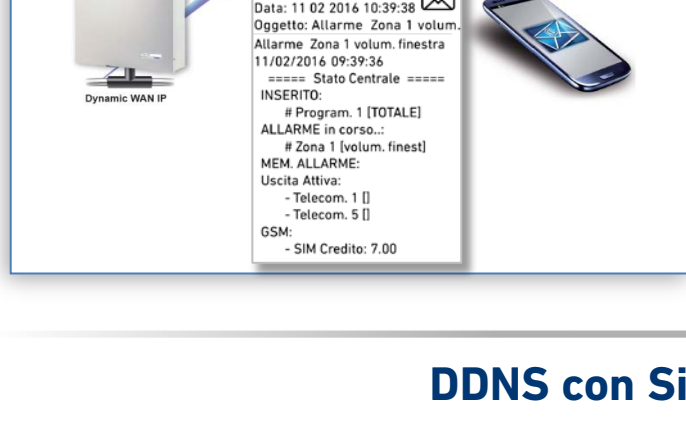 Data: 11 02 2016 10:39:38
Oggetto: Allarme Zona 1 volum.
Allarme Zona 1 volum. finestra
11/02/2016 09:39:36
===== Stato Centrale =====
INSERITO:
# Program. 1 [TOTALE]
ALLARME in corso..:
# Zona 1 [volum. finest]
MEM. ALLARME:
Uscita Attiva:
- Telecom. 1 []
- Telecom. 5 []
GSM:
- SIM Credito: 7.00
Dynamic WAN IP
DDNS con Si